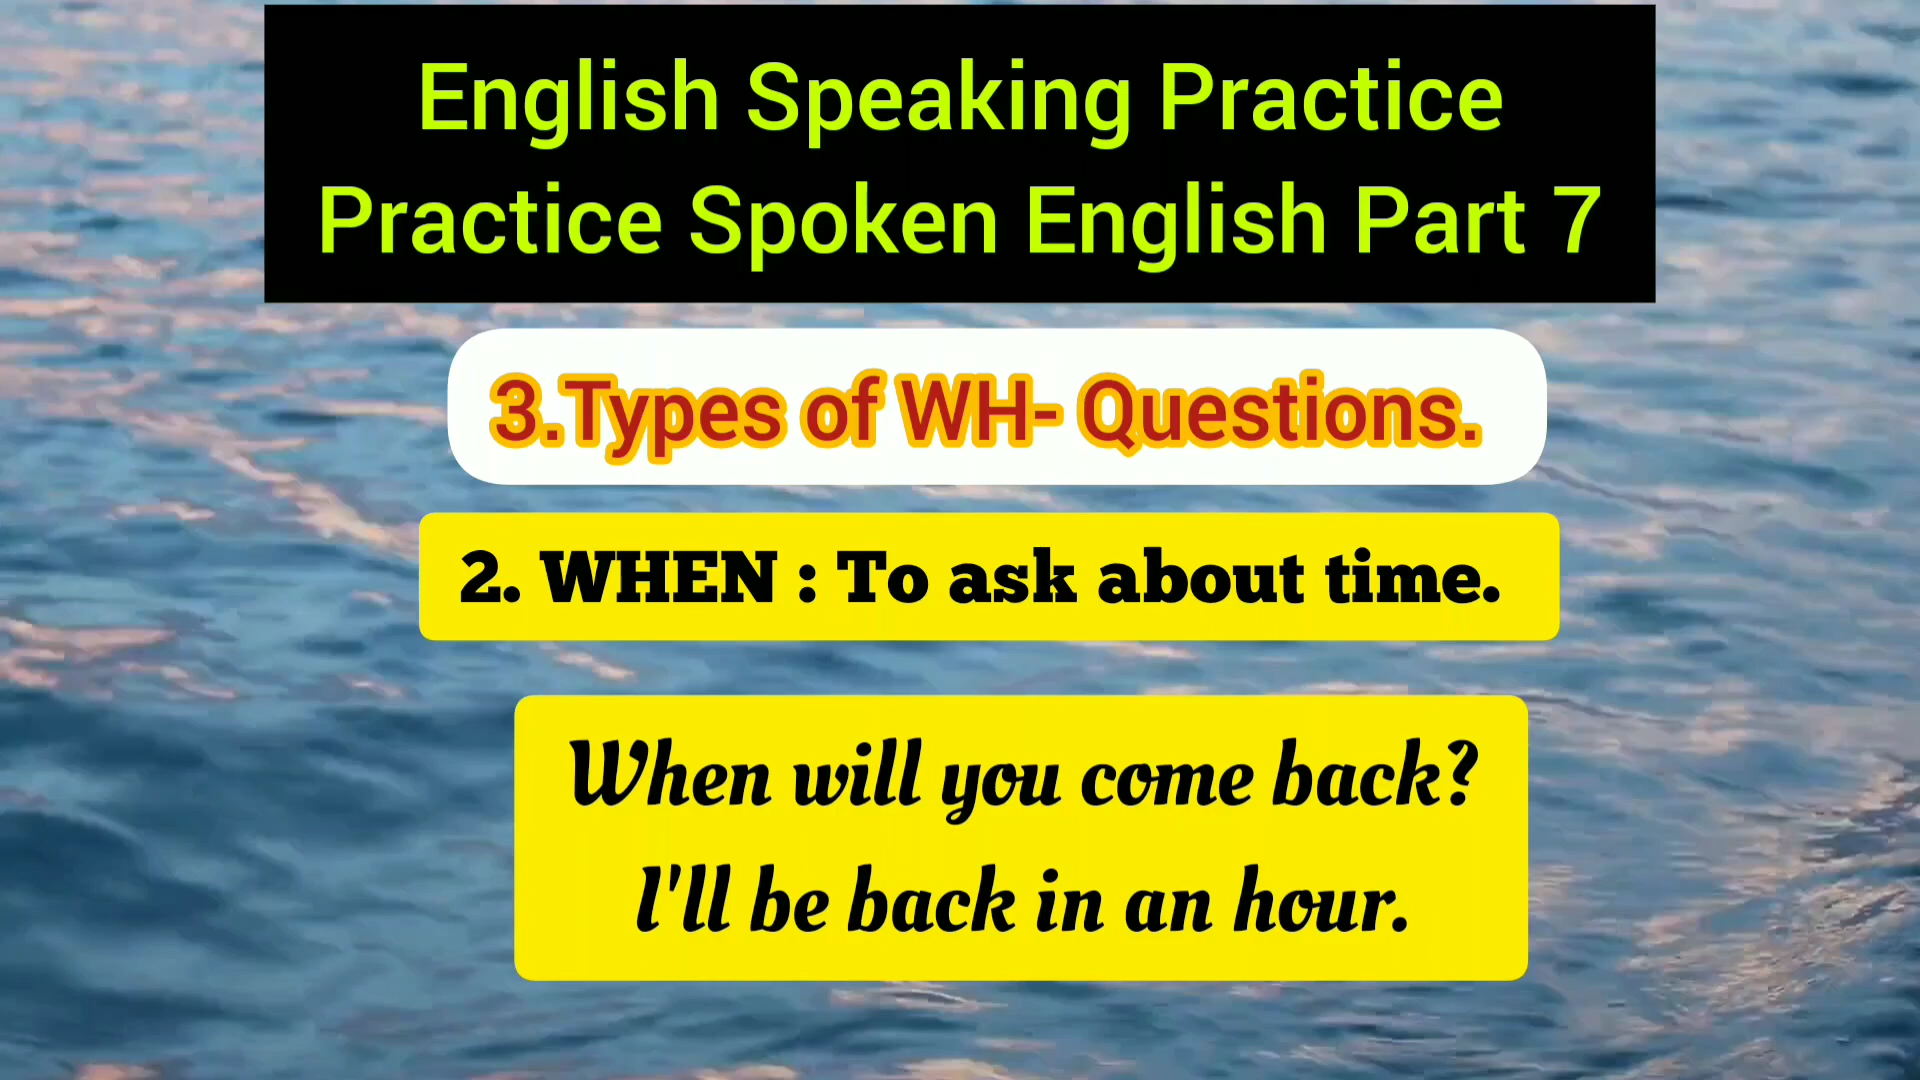 English Speaking Practice
Practice Spoken English Part 7
3.Types of WH- Questions.
2. WHEN : To ask about time.
When will you come back?
I'll be back in an hour.